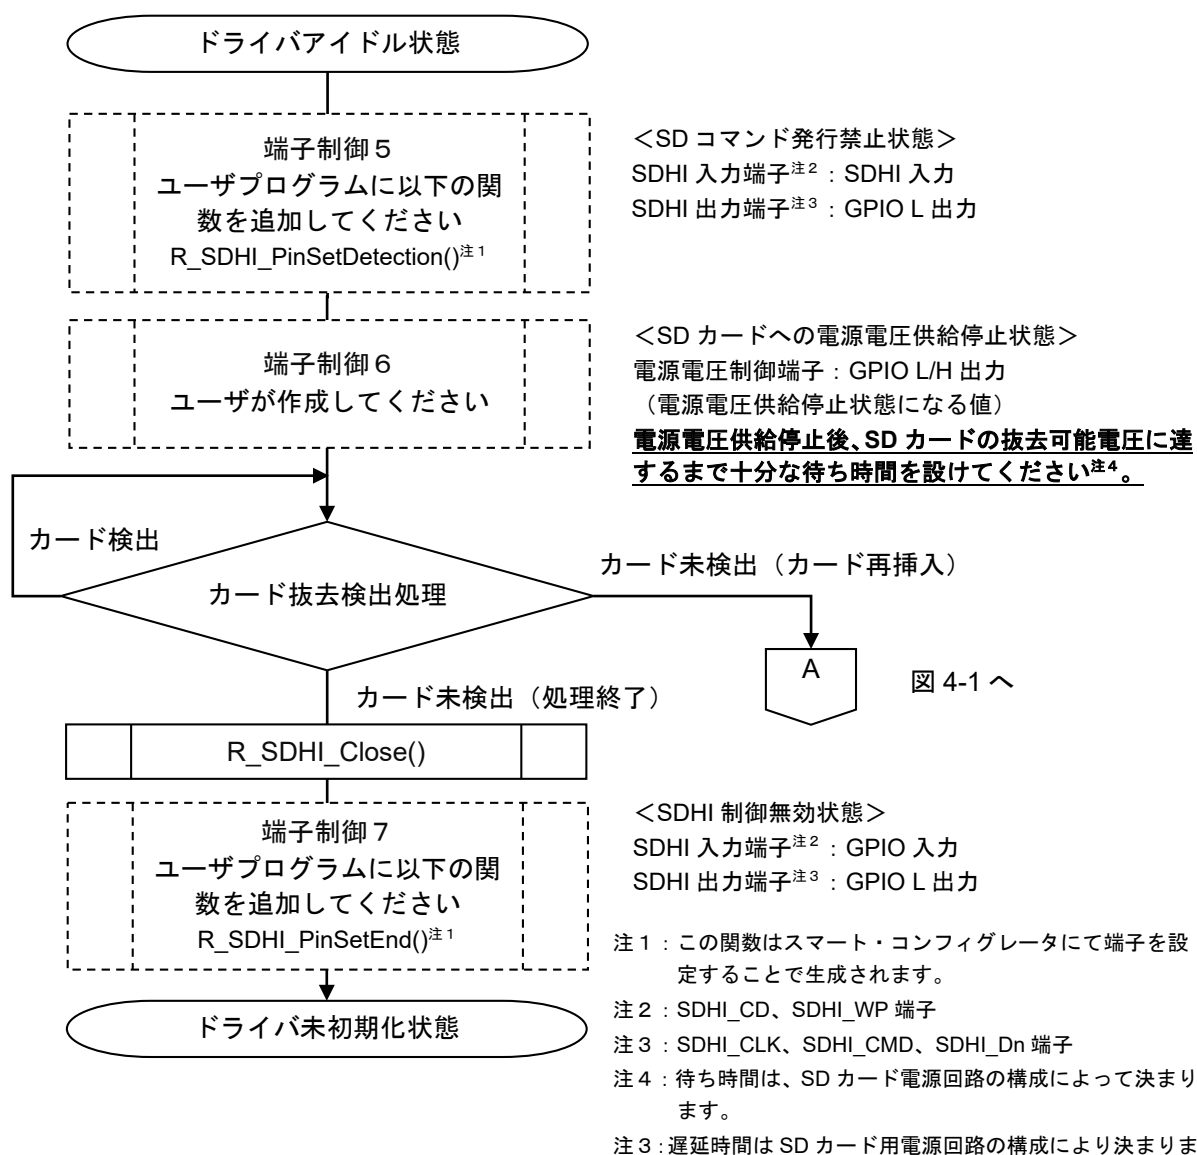 ドライバアイドル状態
端子制御５
ユーザプログラムに以下の関
数を追加してください
R_SDHI_PinSetDetection()注１
＜SD コマンド発行禁止状態＞
SDHI 入力端子注２：SDHI 入力
SDHI 出力端子注３：GPIO L 出力
端子制御６
ユーザが作成してください
＜SD カードへの電源電圧供給停止状態＞
電源電圧制御端子：GPIO L/H 出力
（電源電圧供給停止状態になる値）
電源電圧供給停止後、SD カードの抜去可能電圧に達
するまで十分な待ち時間を設けてください注４。
カード検出
カード抜去検出処理
カード未検出（カード再挿入）
A
図 4-1 へ
カード未検出（処理終了）
R_SDHI_Close()
端子制御７
ユーザプログラムに以下の関
数を追加してください
R_SDHI_PinSetEnd()注１
＜SDHI 制御無効状態＞
SDHI 入力端子注２：GPIO 入力
SDHI 出力端子注３：GPIO L 出力
ドライバ未初期化状態
注１：この関数はスマート・コンフィグレータにて端子を設
定することで生成されます。
注２：SDHI_CD、SDHI_WP 端子
注３：SDHI_CLK、SDHI_CMD、SDHI_Dn 端子
注４：待ち時間は、SD カード電源回路の構成によって決まり
ます。
注３：遅延時間は SD カード用電源回路の構成により決まりま